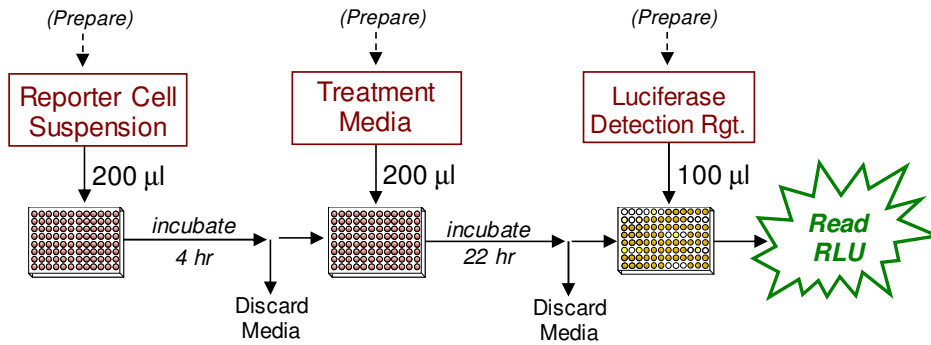 (Prepare)
(Prepare)
(Prepare)
Reporter Cell
Suspension
Treatment
Media
Luciferase
Detection Rgt.
200 µl
200 µl
100 µl
incubate
4 hr
Discard
Media
incubate
22 hr
Discard
Media
Read
RLU